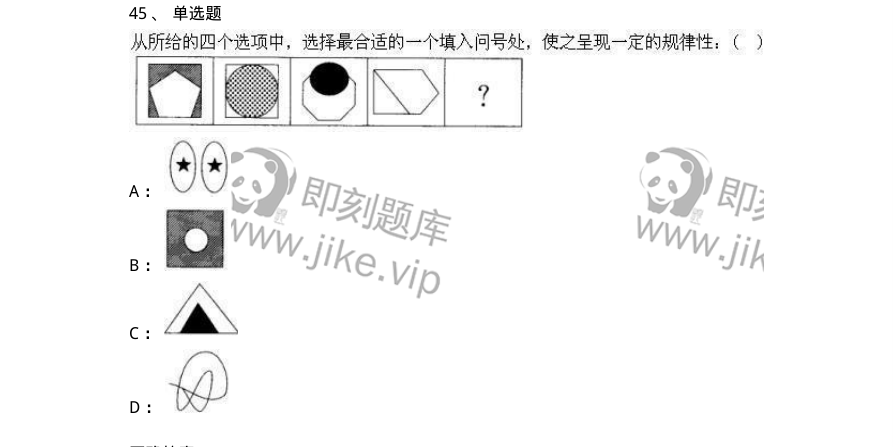 45 、 单选题
从所给的四个选项中，选择最合适的一个填入问号处，使之呈现一定的规律性：（ ）
?
A：
即刻题库
www.jike.vip
即刻
www.jik
B：
C：
D：